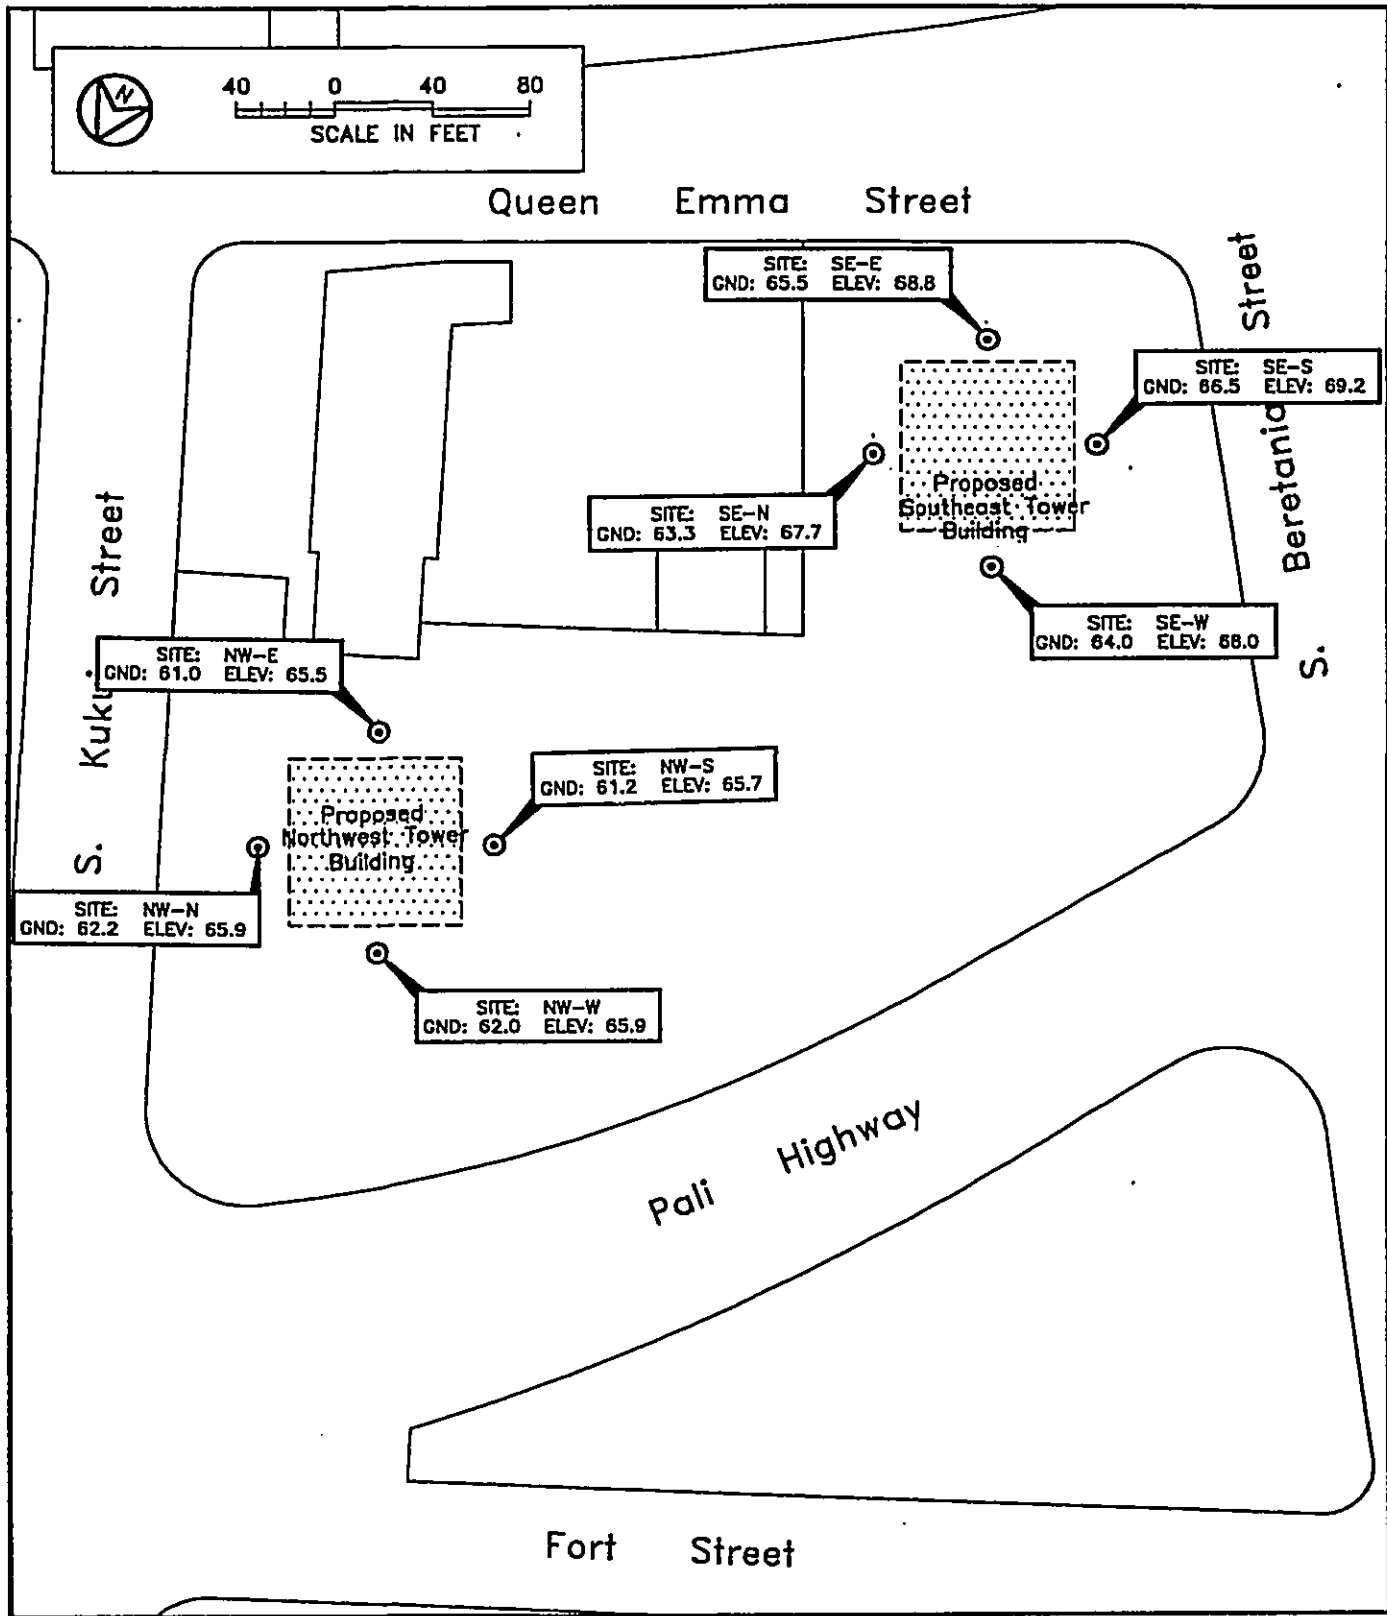 N
40 0 40 80
SCALE IN FEET
Queen Emma Street
SITE: SE-E
GND: 65.5 ELEV: 68.8
S. Beretania Street
SITE: SE-S
GND: 66.5 ELEV: 69.2
SITE: SE-N
GND: 63.3 ELEV: 67.7
Proposed
Southeast Tower
Building
SITE: SE-W
GND: 64.0 ELEV: 68.0
S. Kukui Street
SITE: NW-E
GND: 61.0 ELEV: 65.5
SITE: NW-S
GND: 61.2 ELEV: 65.7
Proposed
Northwest Tower
Building
SITE: NW-N
GND: 62.2 ELEV: 65.9
SITE: NW-W
GND: 62.0 ELEV: 65.9
Pali Highway
Fort Street